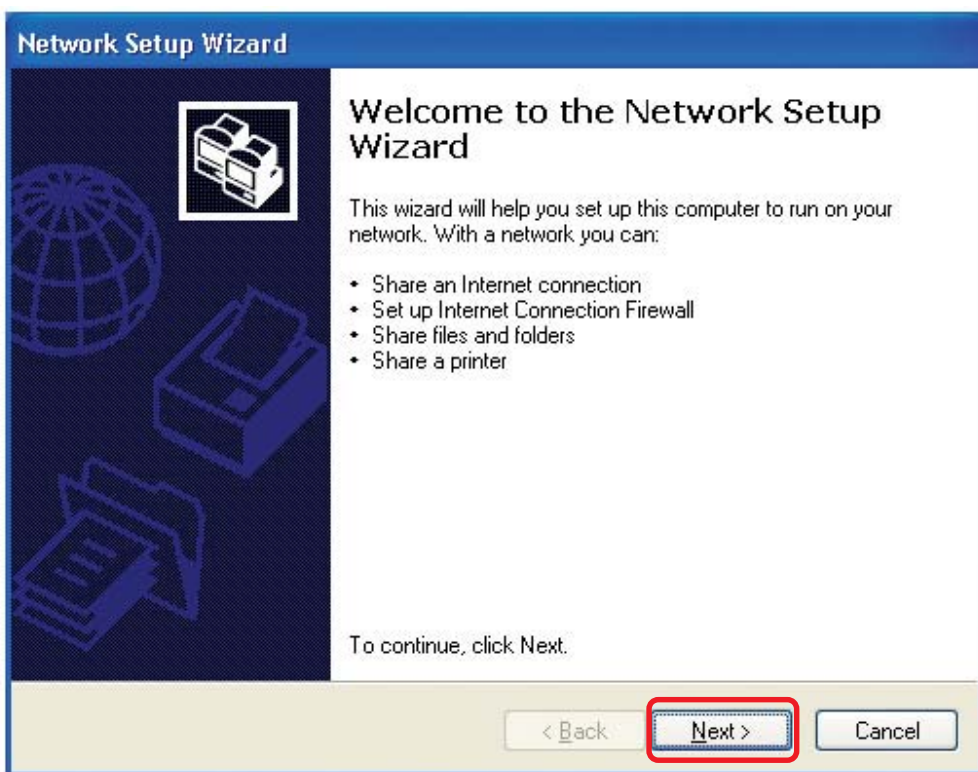 Network Setup Wizard
Welcome to the Network Setup
Wizard
This wizard will help you set up this computer to run on your
network. With a network you can:
• Share an Internet connection
• Set up Internet Connection Firewall
• Share files and folders
• Share a printer
To continue, click Next.
< Back
Next >
Cancel